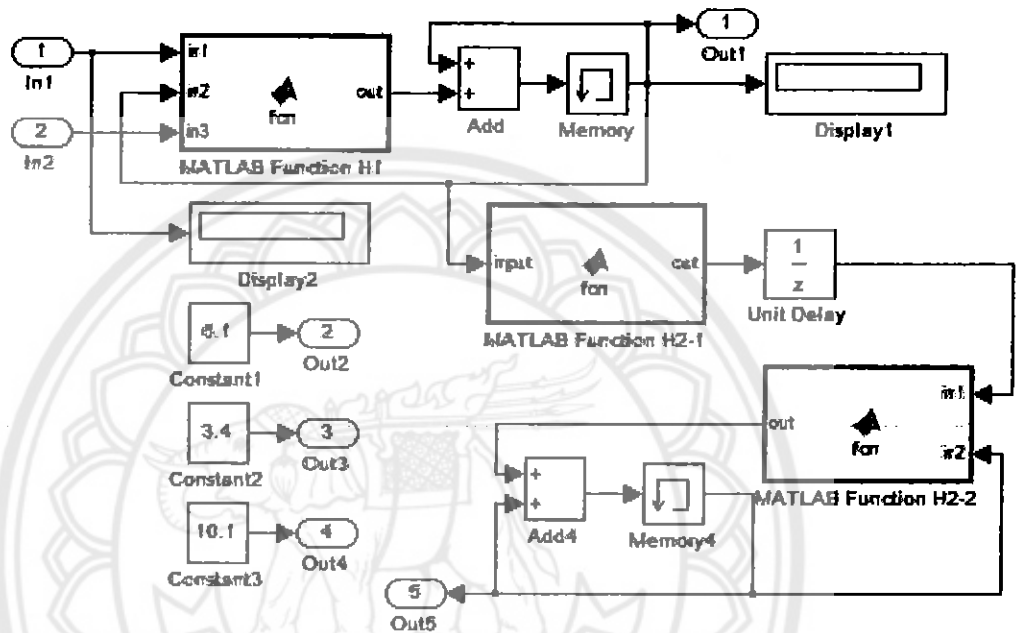 1
In1
2
In2
in1
in2
in3
fcn
out
MATLAB Function H1
+
+
Add
Memory
1
Out1
Display1
Display2
input
fcn
out
MATLAB Function H2-1
1
z
Unit Delay
Constant1
2
Out2
3.4
Constant2
3
Out3
10.1
Constant3
4
Out4
out
fcn
in1
in2
MATLAB Function H2-2
+
+
Add4
Memory4
5
Out5